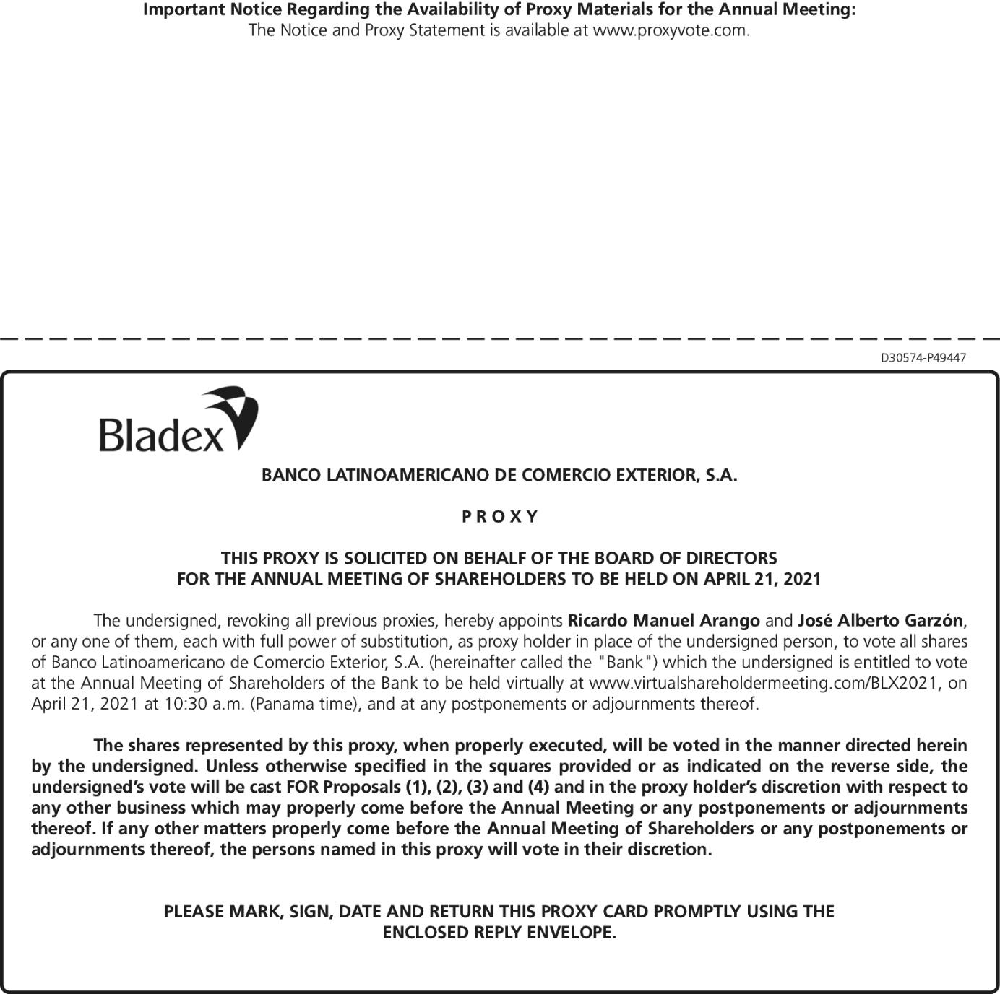 Important Notice Regarding the Availability of Proxy Materials for the Annual Meeting:
The Notice and Proxy Statement is available at www.proxyvote.com.
D30574-P49447
Bladex
BANCO LATINOAMERICANO DE COMERCIO EXTERIOR, S.A.
P R O X Y
THIS PROXY IS SOLICITED ON BEHALF OF THE BOARD OF DIRECTORS
FOR THE ANNUAL MEETING OF SHAREHOLDERS TO BE HELD ON APRIL 21, 2021
The undersigned, revoking all previous proxies, hereby appoints Ricardo Manuel Arango and José Alberto Garzón,
or any one of them, each with full power of substitution, as proxy holder in place of the undersigned person, to vote all shares
of Banco Latinoamericano de Comercio Exterior, S.A. (hereinafter called the "Bank") which the undersigned is entitled to vote
at the Annual Meeting of Shareholders of the Bank to be held virtually at www.virtualshareholdermeeting.com/BLX2021, on
April 21, 2021 at 10:30 a.m. (Panama time), and at any postponements or adjournments thereof.
The shares represented by this proxy, when properly executed, will be voted in the manner directed herein
by the undersigned. Unless otherwise specified in the squares provided or as indicated on the reverse side, the
undersigned's vote will be cast FOR Proposals (1), (2), (3) and (4) and in the proxy holder's discretion with respect to
any other business which may properly come before the Annual Meeting or any postponements or adjournments
thereof. If any other matters properly come before the Annual Meeting of Shareholders or any postponements or
adjournments thereof, the persons named in this proxy will vote in their discretion.
PLEASE MARK, SIGN, DATE AND RETURN THIS PROXY CARD PROMPTLY USING THE
ENCLOSED REPLY ENVELOPE.